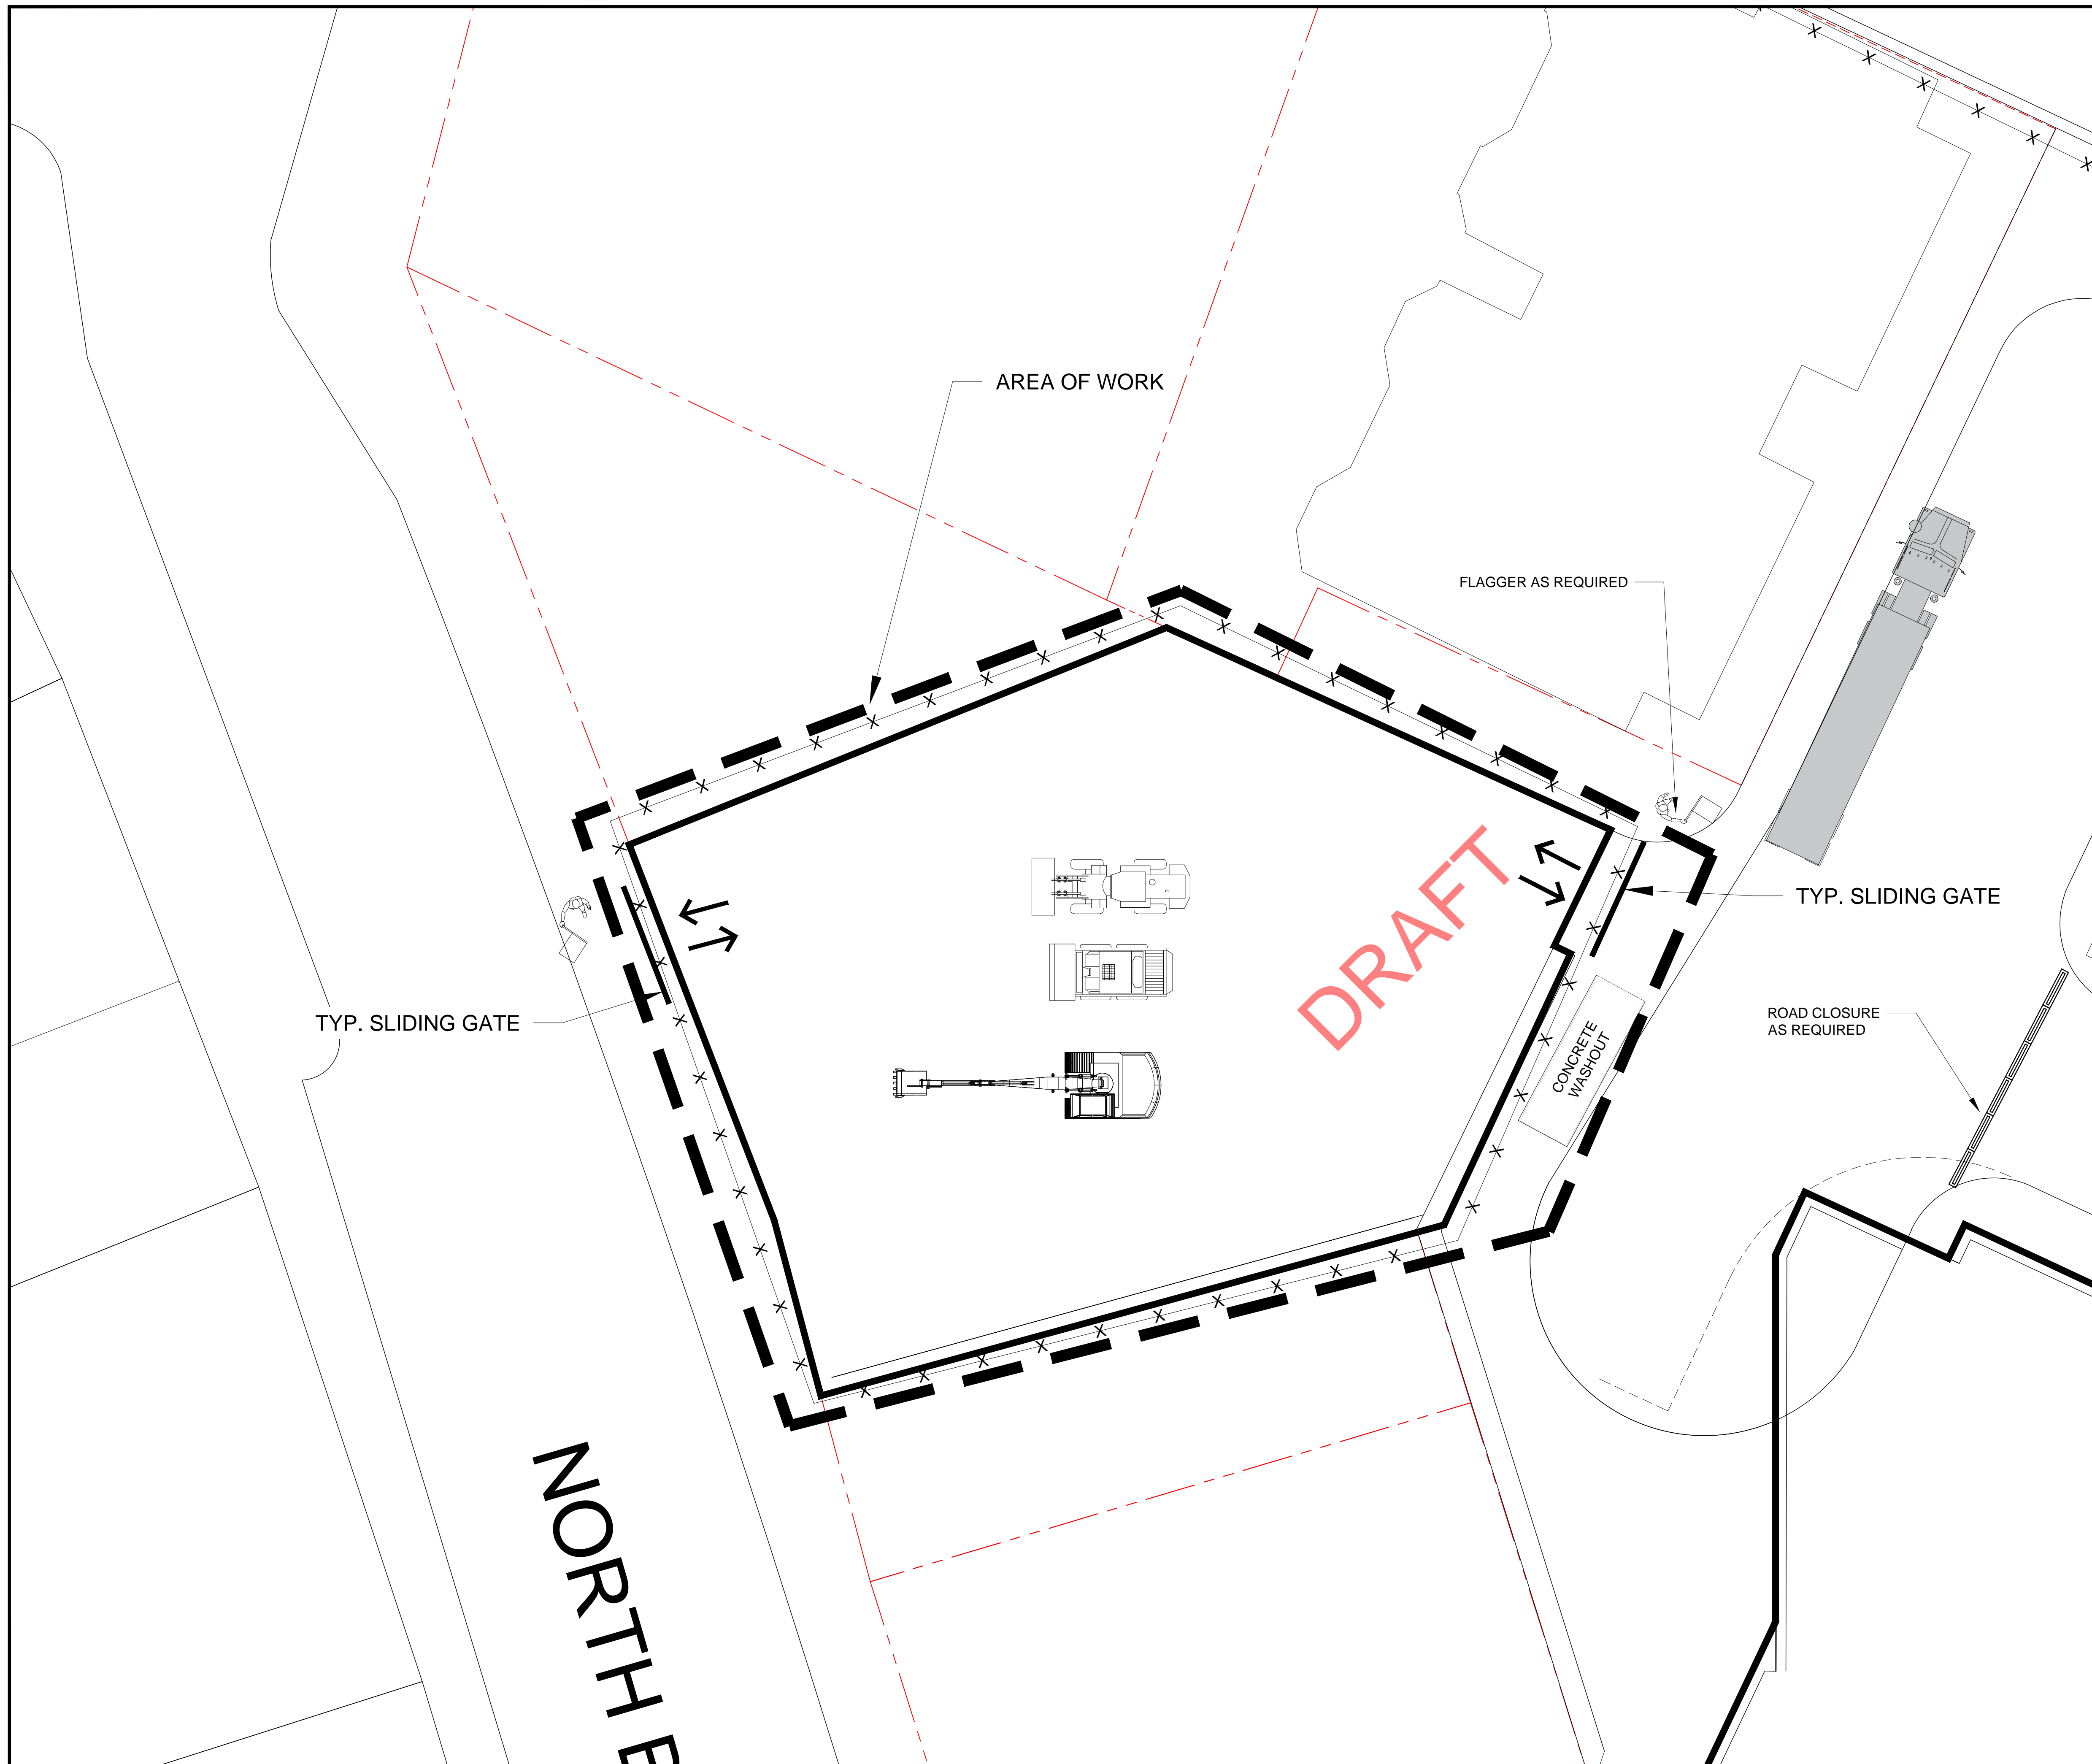 AREA OF WORK
FLAGGER AS REQUIRED
DRAFT
TYP. SLIDING GATE
TYP. SLIDING GATE
ROAD CLOSURE
AS REQUIRED
CONCRETE
WASHOUT
NORTH